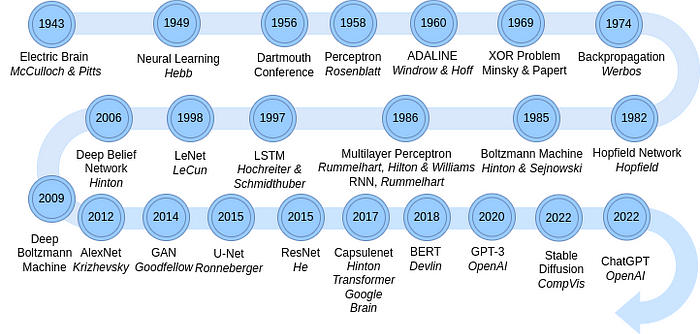 1943
Electric Brain
McCulloch & Pitts
1949
Neural Learning
Hebb
1956
Dartmouth
Conference
1958
Perceptron
Rosenblatt
1960
ADALINE
Windrow & Hoff
1969
XOR Problem
Minsky & Papert
1974
Backpropagation
Werbos
1982
Hopfield Network
Hopfield
1985
Boltzmann Machine
Hinton & Sejnowski
1986
Multilayer Perceptron
Rummelhart, Hilton & Williams
RNN, Rummelhart
1997
LSTM
Hochreiter &
Schmidthuber
1998
LeNet
LeCun
2006
Deep Belief
Network
Hinton
2009
Deep
Boltzmann
Machine
2012
AlexNet
Krizhevsky
2014
GAN
Goodfellow
2015
U-Net
Ronneberger
2015
ResNet
He
2017
Capsulenet
Hinton
Transformer
Google
Brain
2018
BERT
Devlin
2020
GPT-3
OpenAI
2022
Stable
Diffusion
CompVis
2022
ChatGPT
OpenAI